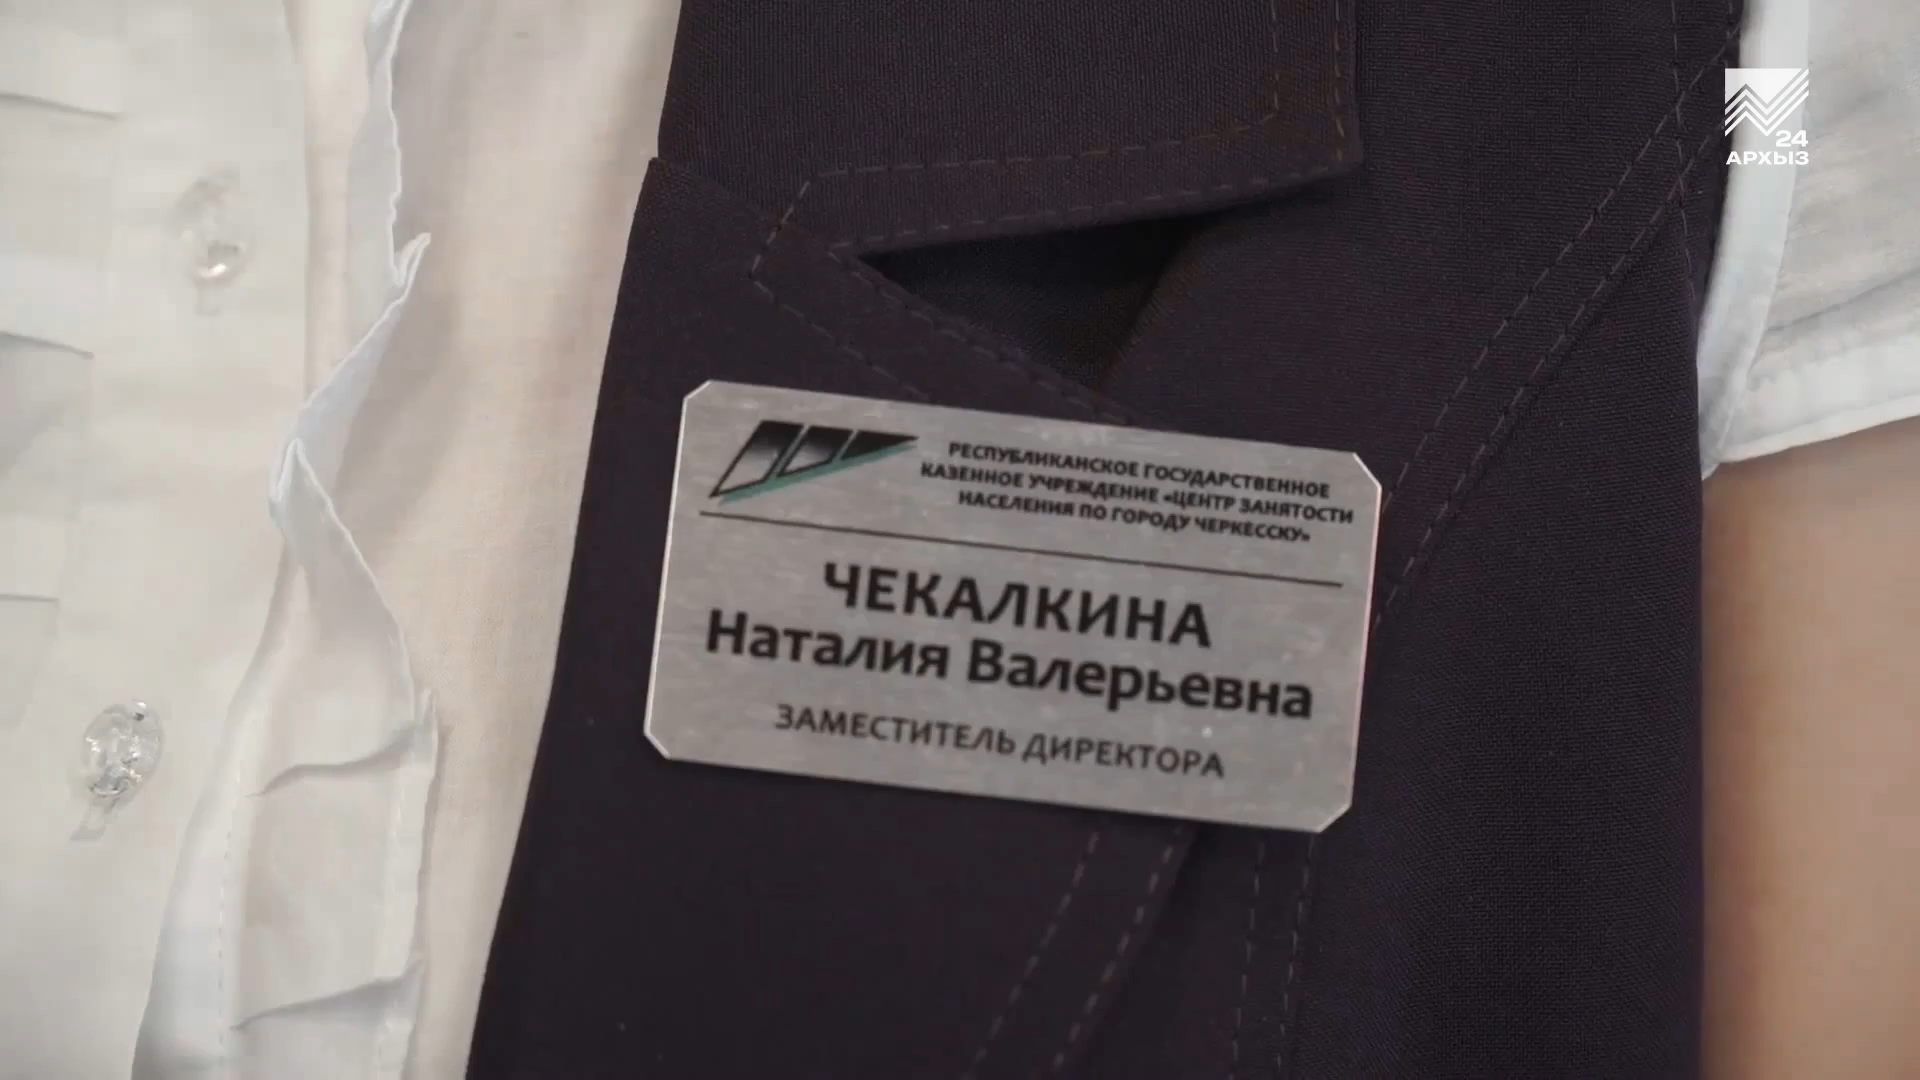 24
АРХЫЗ
РЕСПУБЛИКАНСКОЕ ГОСУДАРСТВЕННОЕ
КАЗЕННОЕ УЧРЕЖДЕНИЕ «ЦЕНТР ЗАНЯТОСТИ
НАСЕЛЕНИЯ ПО ГОРОДУ ЧЕРКЕССКУ»
ЧЕКАЛКИНА
Наталия Валерьевна
ЗАМЕСТИТЕЛЬ ДИРЕКТОРА